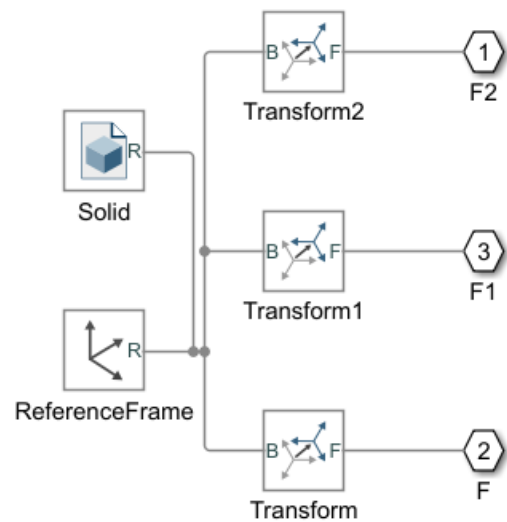 B F 1
Transform2 F2
R
Solid
B F 3
Transform1 F1
R
ReferenceFrame
B F 2
Transform F